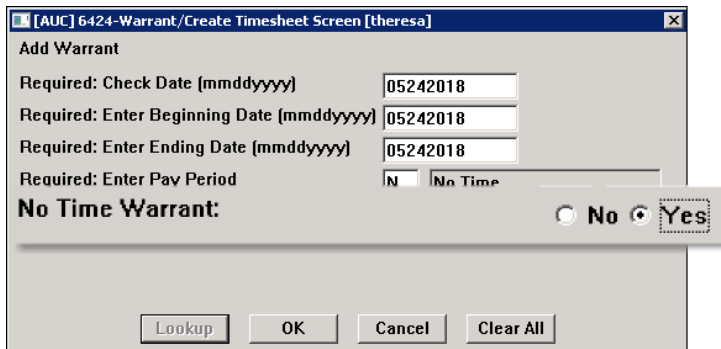 [AUC] 6424-Warrant/Create Timesheet Screen [theresa]
Add Warrant
Required: Check Date (mmddyyyy) 05242018
Required: Enter Beginning Date (mmddyyyy) 05242018
Required: Enter Ending Date (mmddyyyy) 05242018
Required: Enter Pay Period N No Time
No Time Warrant: No Yes
Lookup OK Cancel Clear All